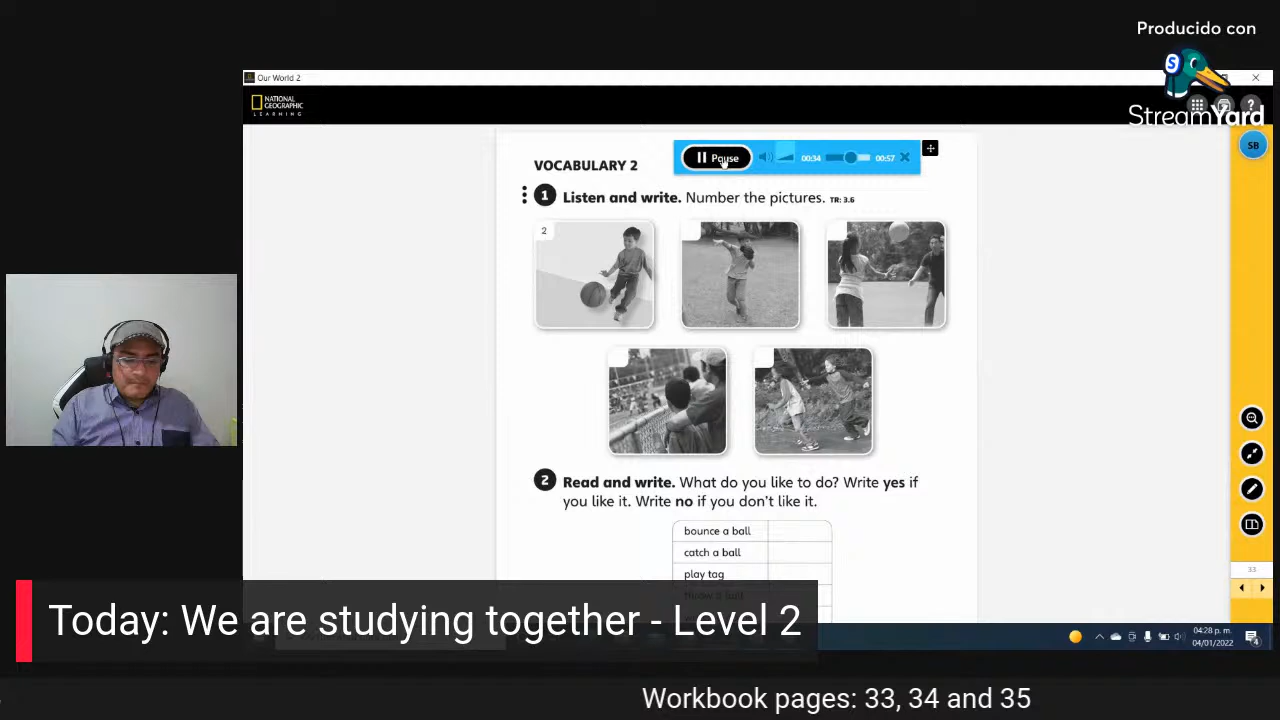 Producido con
StreamYard
Our World 2
NATIONAL
GEOGRAPHIC
LEARNING
SB
Pause
00:34
00:57
VOCABULARY 2
1 Listen and write. Number the pictures. TR: 3.6
2
2 Read and write. What do you like to do? Write yes if
you like it. Write no if you don't like it.
bounce a ball
catch a ball
play tag
throw a ball
33
Today: We are studying together - Level 2
04:28 p. m.
04/01/2022
4
Workbook pages: 33, 34 and 35